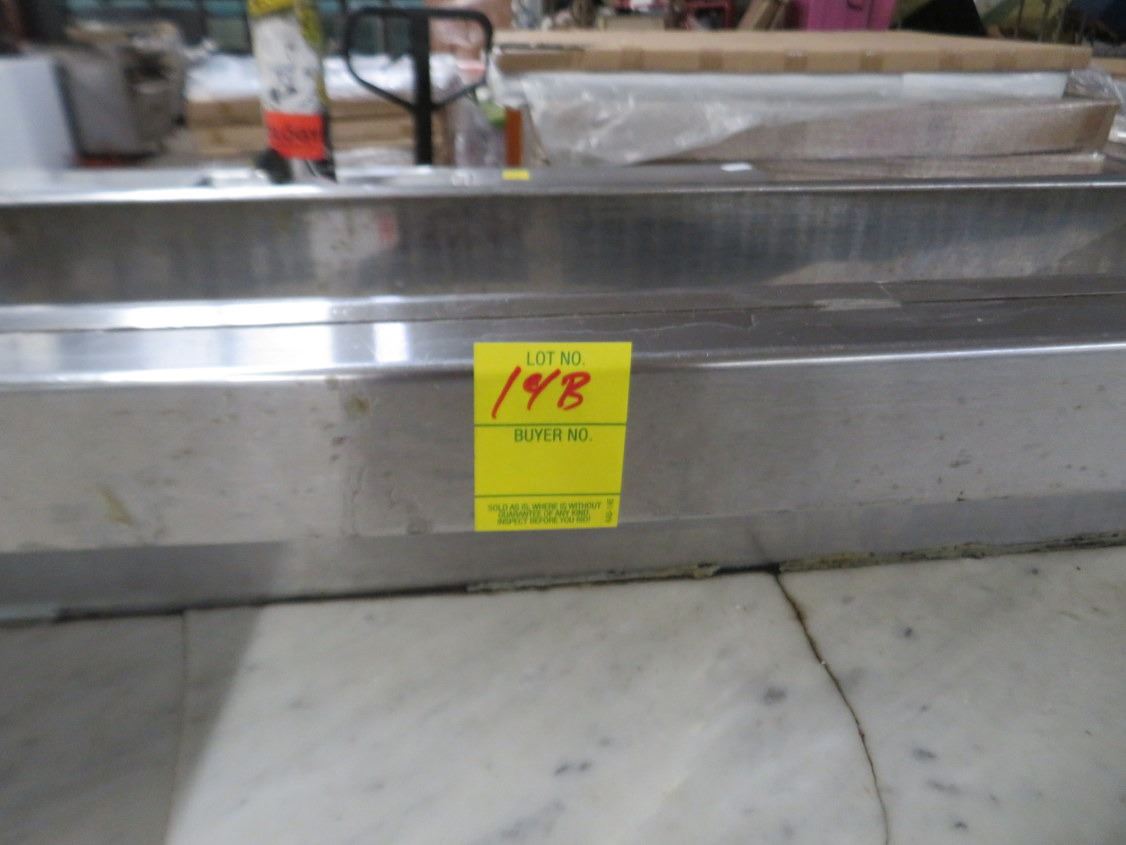 LOT NO.
14B
BUYER NO.
SOLD AS IS, WHERE IS WITHOUT
GUARANTEE OF ANY KIND.
INSPECT BEFORE YOU BID!